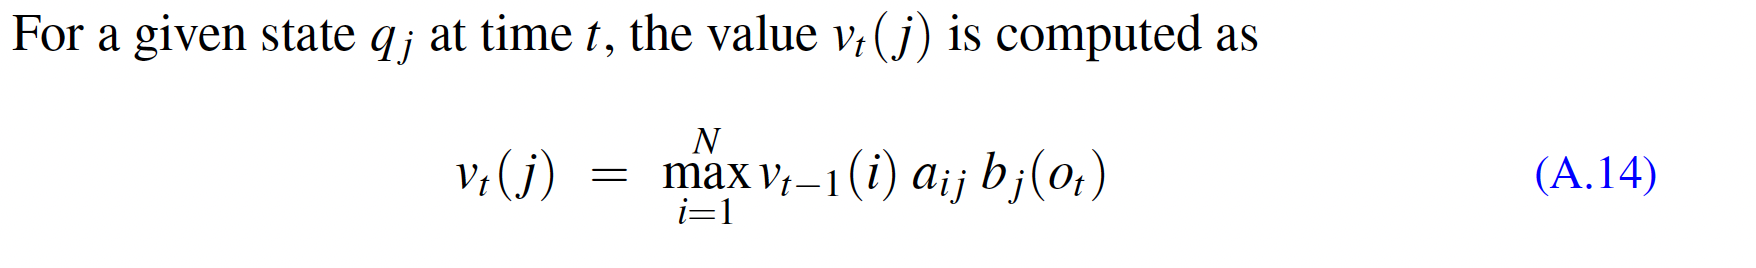 For a given state q_j at time t, the value v_t(j) is computed as
v_t(j) = max_{i=1}^{N} v_{t−1}(i) a_{ij} b_j(o_t) (A.14)